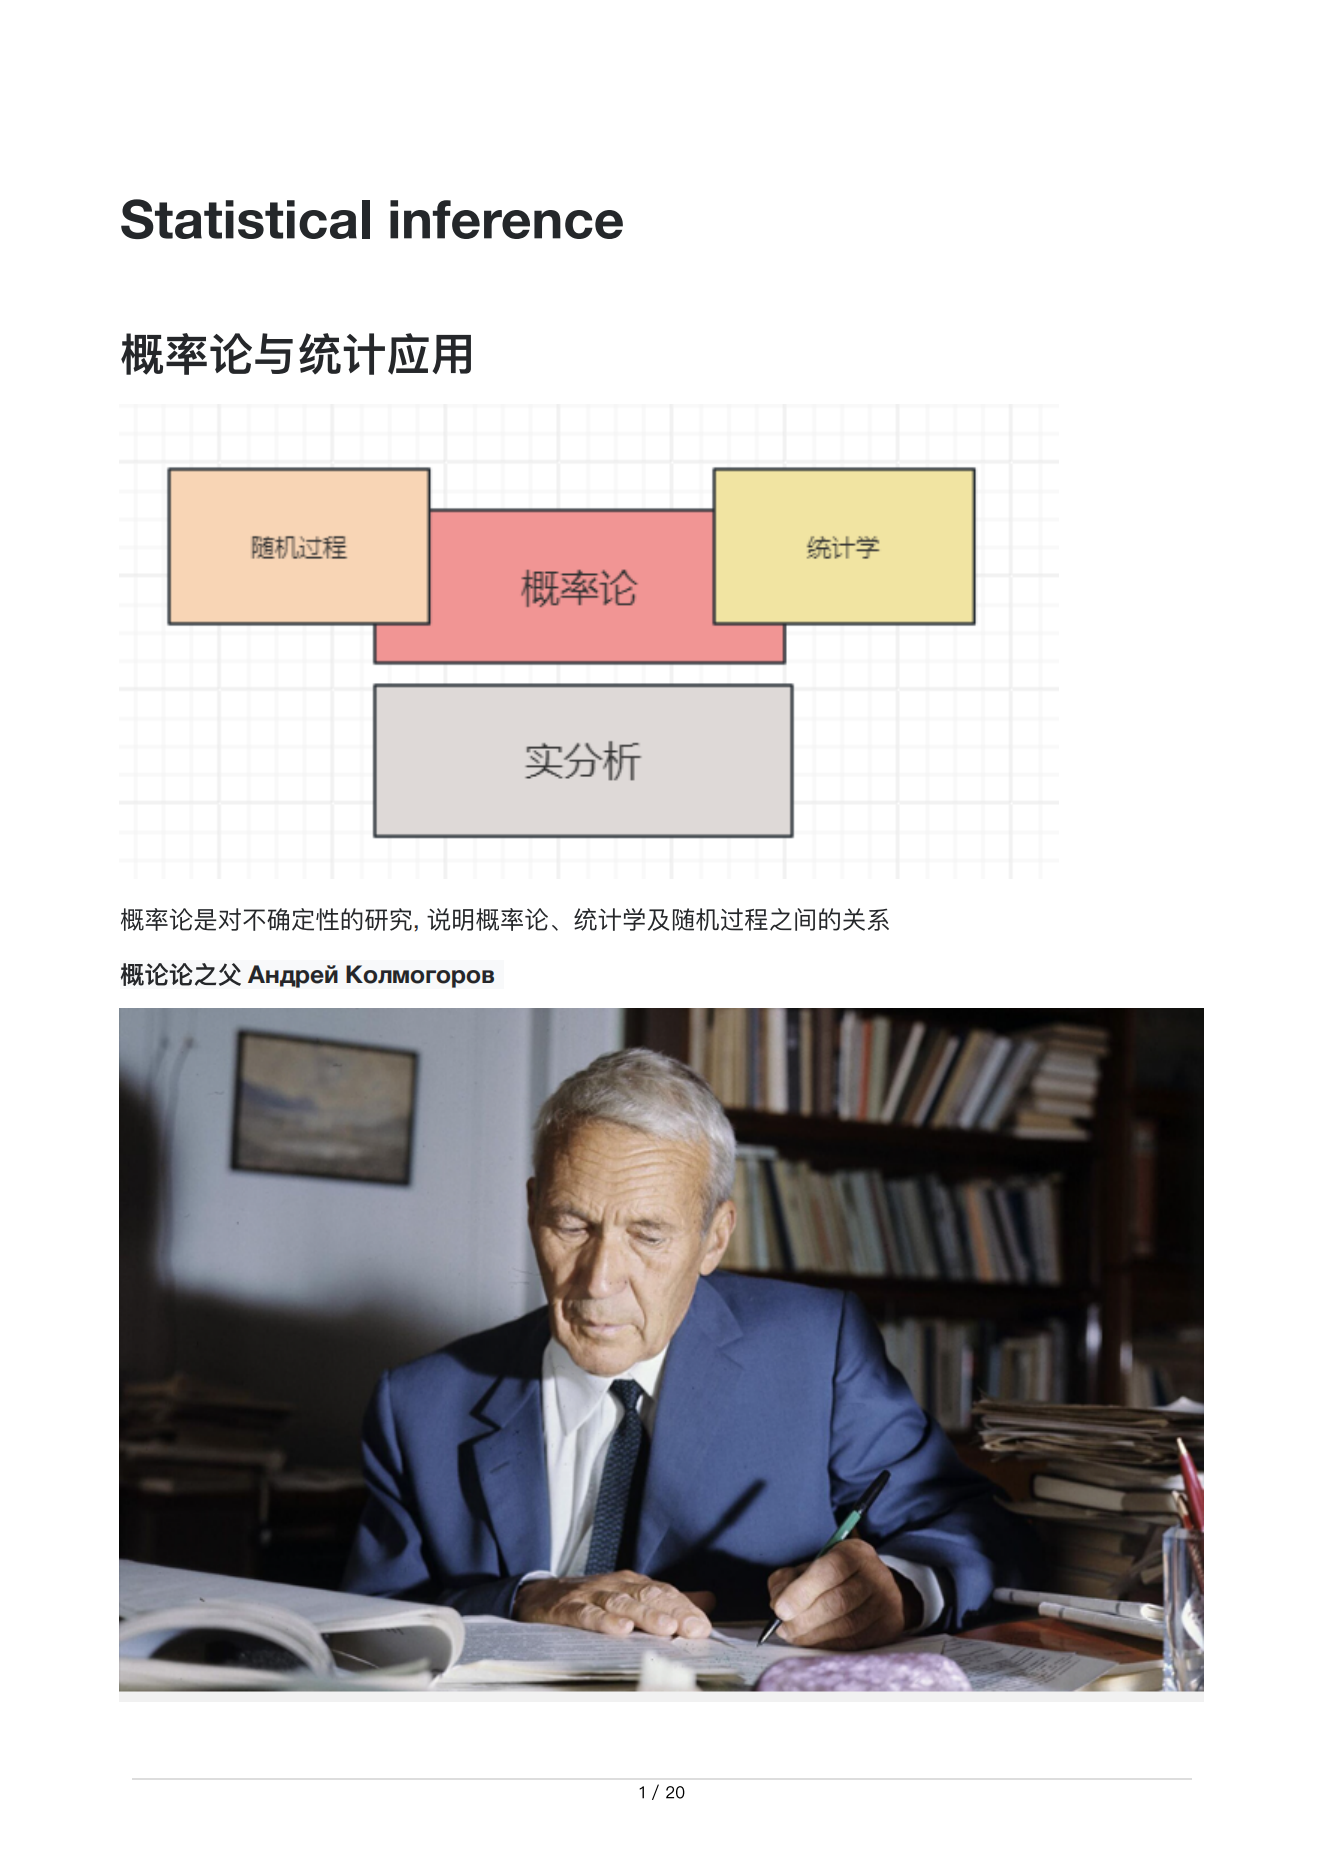 Statistical inference
概率论与统计应用
随机过程
统计学
概率论
实分析
概率论是对不确定性的研究, 说明概率论、统计学及随机过程之间的关系
概论论之父 Андрей Колмогоров
1 / 20